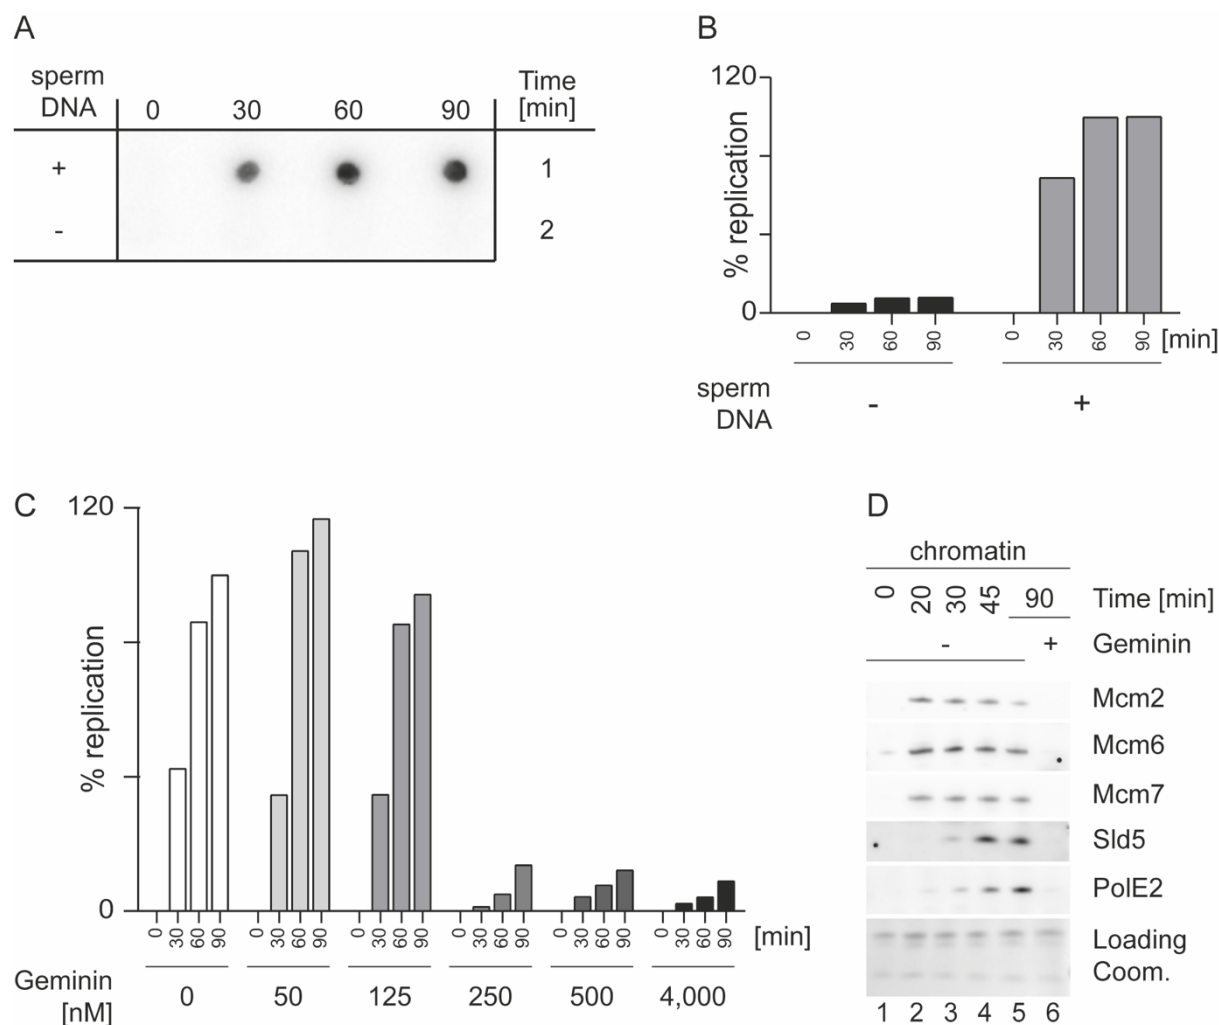 A
sperm DNA 0 30 60 90 Time [min]
+ 1
- 2
B
120
% replication
0
0 30 60 90 0 30 60 90 [min]
sperm DNA - +
C
120
% replication
0
0 30 60 90 0 30 60 90 0 30 60 90 0 30 60 90 0 30 60 90 0 30 60 90 [min]
Geminin [nM] 0 50 125 250 500 4,000
D
chromatin
0 20 30 45 90 Time [min]
- + Geminin
Mcm2
Mcm6
Mcm7
Sld5
PolE2
Loading
Coom.
1 2 3 4 5 6